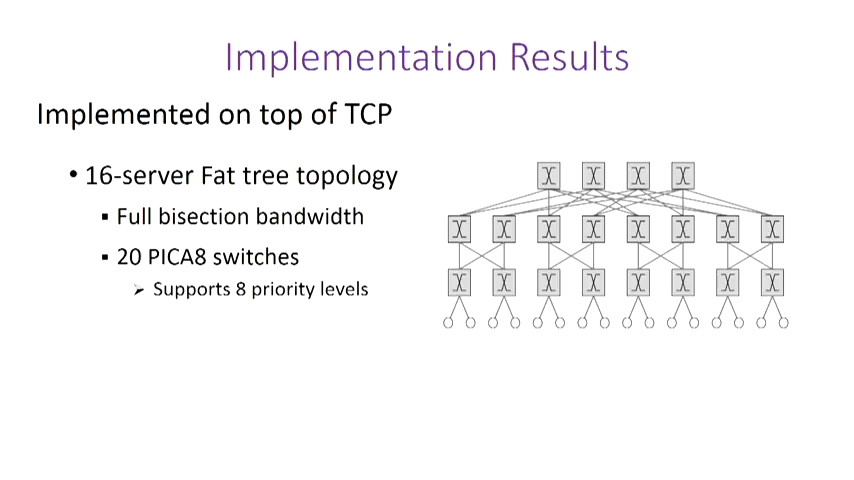 Implementation Results
Implemented on top of TCP
• 16-server Fat tree topology
▪ Full bisection bandwidth
▪ 20 PICA8 switches
➢ Supports 8 priority levels